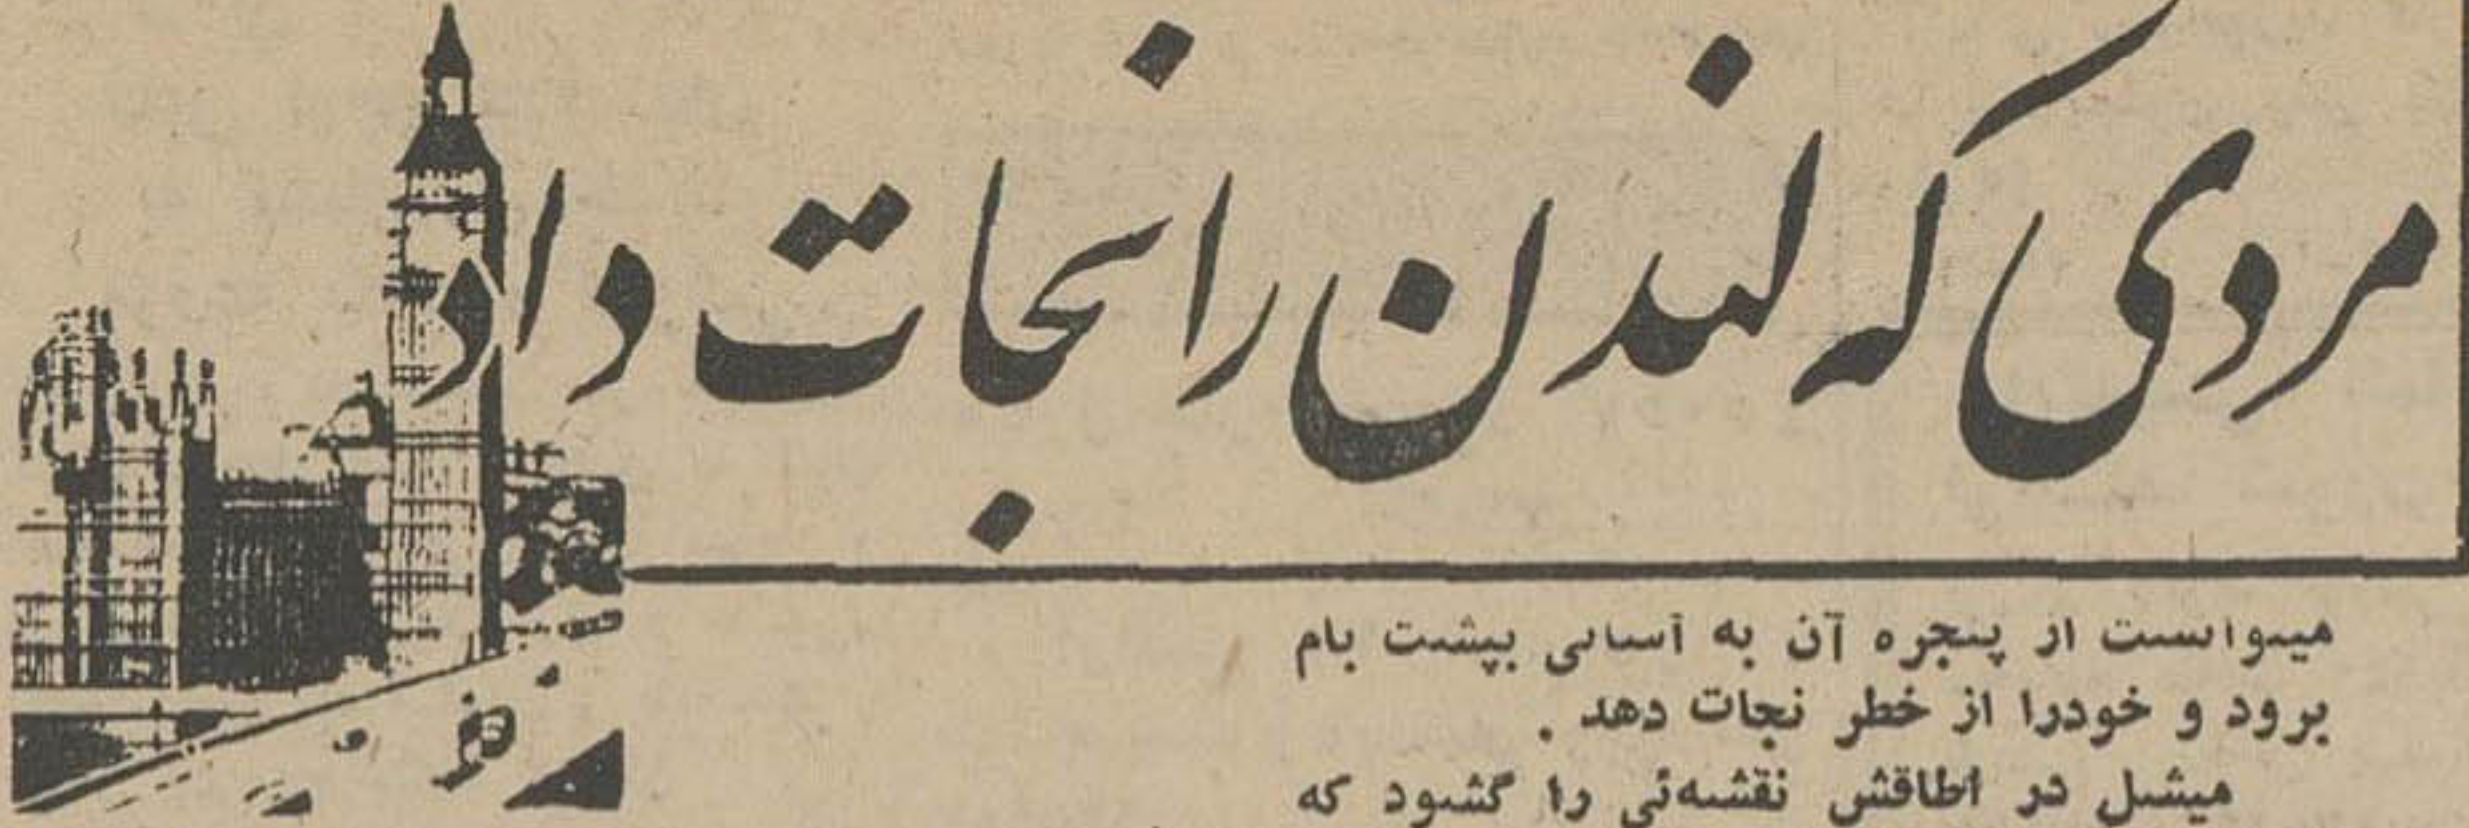 مردی که لندن را نجات داد
میتوانست از پنجره آن به آسانی بپشت بام
برود و خودرا از خطر نجات دهد .
میشل در اطاقش نقشه‌ئی را گشود که